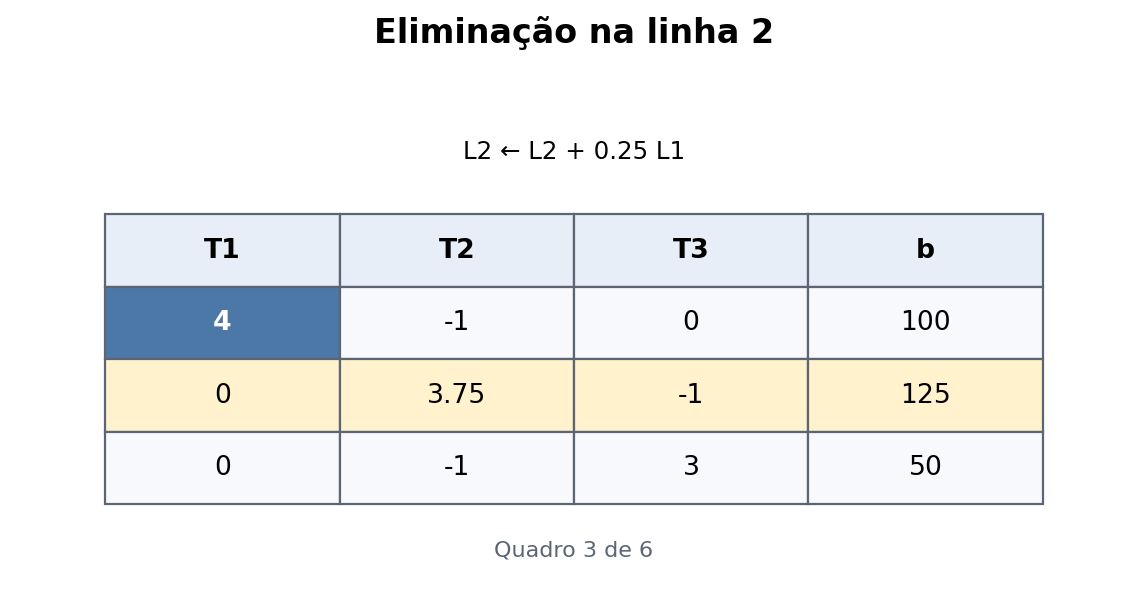 Eliminação na linha 2
L2 ← L2 + 0.25 L1
T1 T2 T3 b
4 -1 0 100
0 3.75 -1 125
0 -1 3 50
Quadro 3 de 6